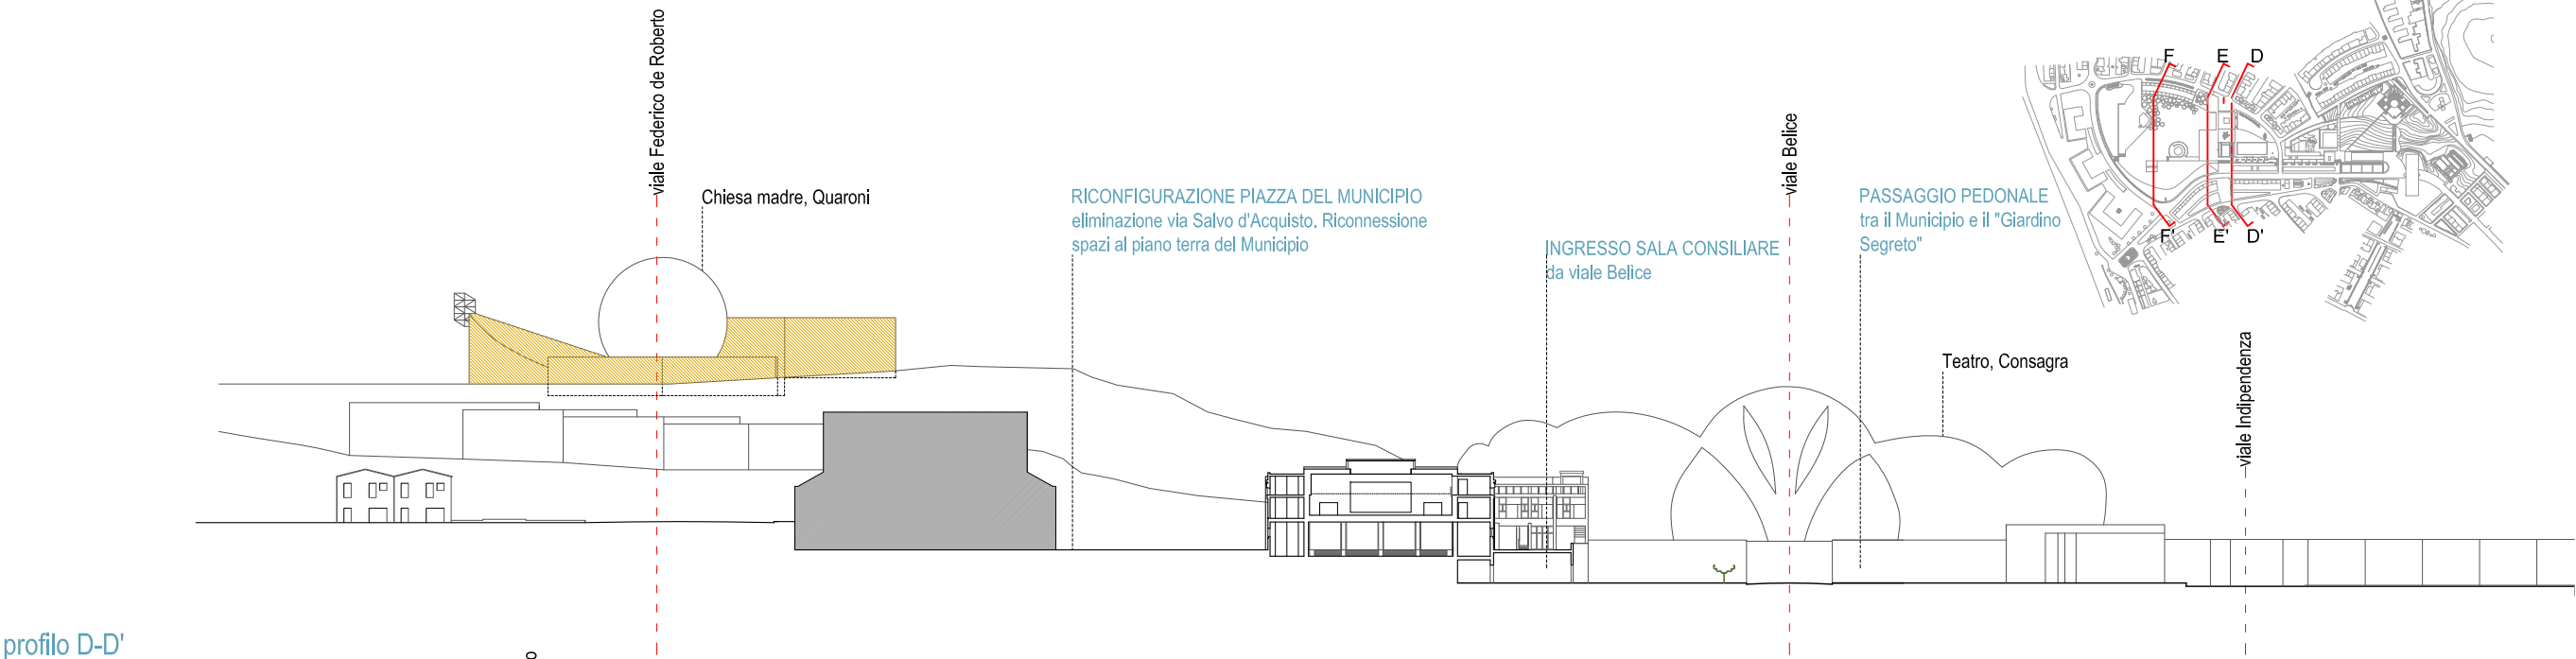 viale Federico de Roberto
Chiesa madre, Quaroni
RICONFIGURAZIONE PIAZZA DEL MUNICIPIO
eliminazione via Salvo d'Acquisto. Riconnessione
spazi al piano terra del Municipio
INGRESSO SALA CONSILIARE
da viale Belìce
viale Belice
PASSAGGIO PEDONALE
tra il Municipio e il "Giardino
Segreto"
Teatro, Consagra
viale Indipendenza
F E D
F' E' D'
profilo D-D'
o